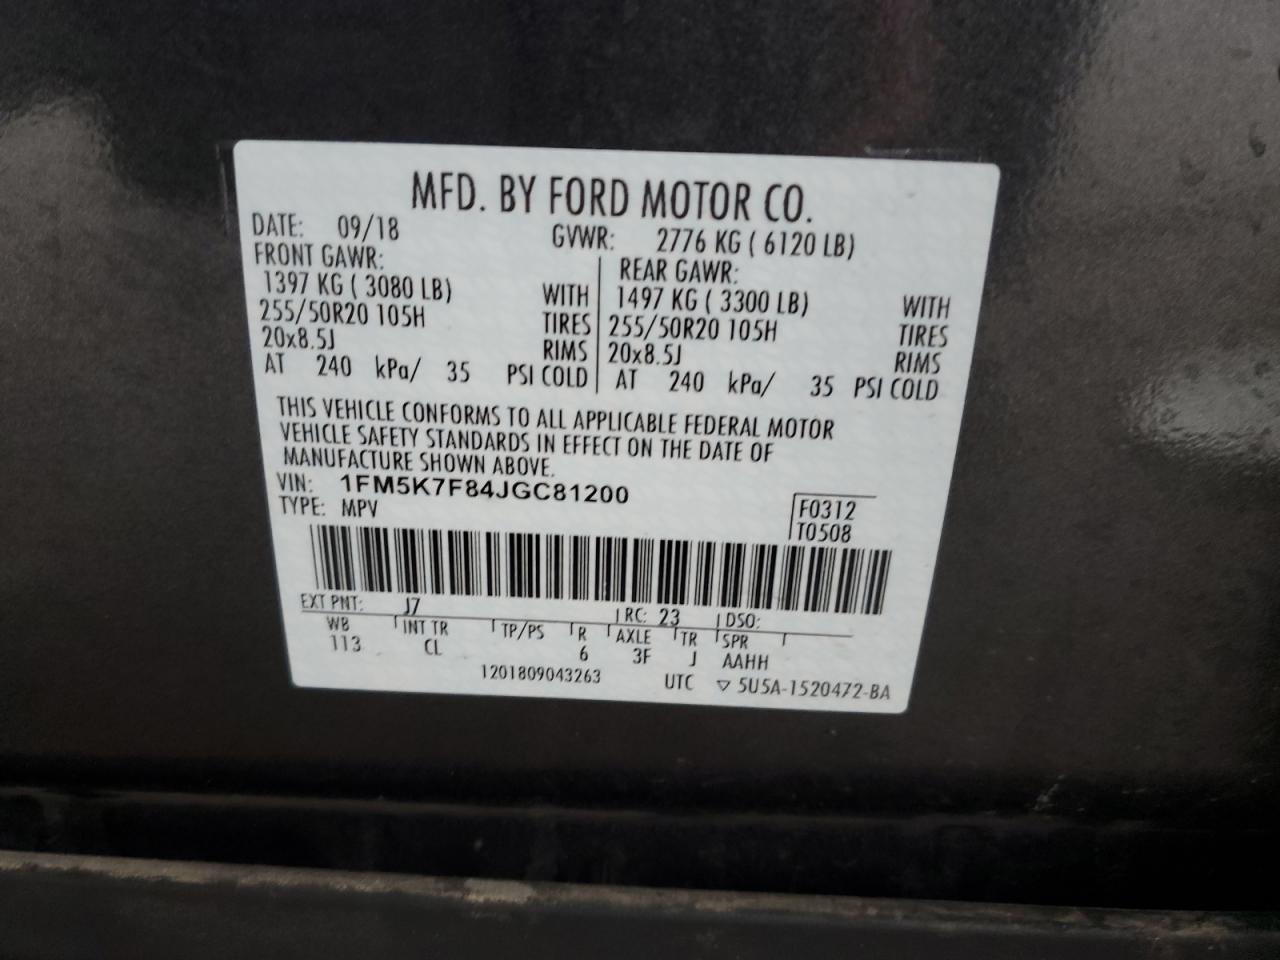 MFD. BY FORD MOTOR CO.
DATE: 09/18 GVWR: 2776 KG ( 6120 LB)
FRONT GAWR: REAR GAWR:
1397 KG ( 3080 LB) WITH 1497 KG ( 3300 LB) WITH
255/50R20 105H TIRES 255/50R20 105H TIRES
20x8.5J RIMS 20x8.5J RIMS
AT 240 kPa/ 35 PSI COLD AT 240 kPa/ 35 PSI COLD
THIS VEHICLE CONFORMS TO ALL APPLICABLE FEDERAL MOTOR
VEHICLE SAFETY STANDARDS IN EFFECT ON THE DATE OF
MANUFACTURE SHOWN ABOVE.
VIN: 1FM5K7F84JGC81200
TYPE: MPV
F0312
T0508
EXT PNT: J7 RC: 23 DSO:
WB INT TR TP/PS R AXLE TR SPR
113 CL 6 3F J AAHH
1201809043263 UTC ▽ 5U5A-1520472-BA